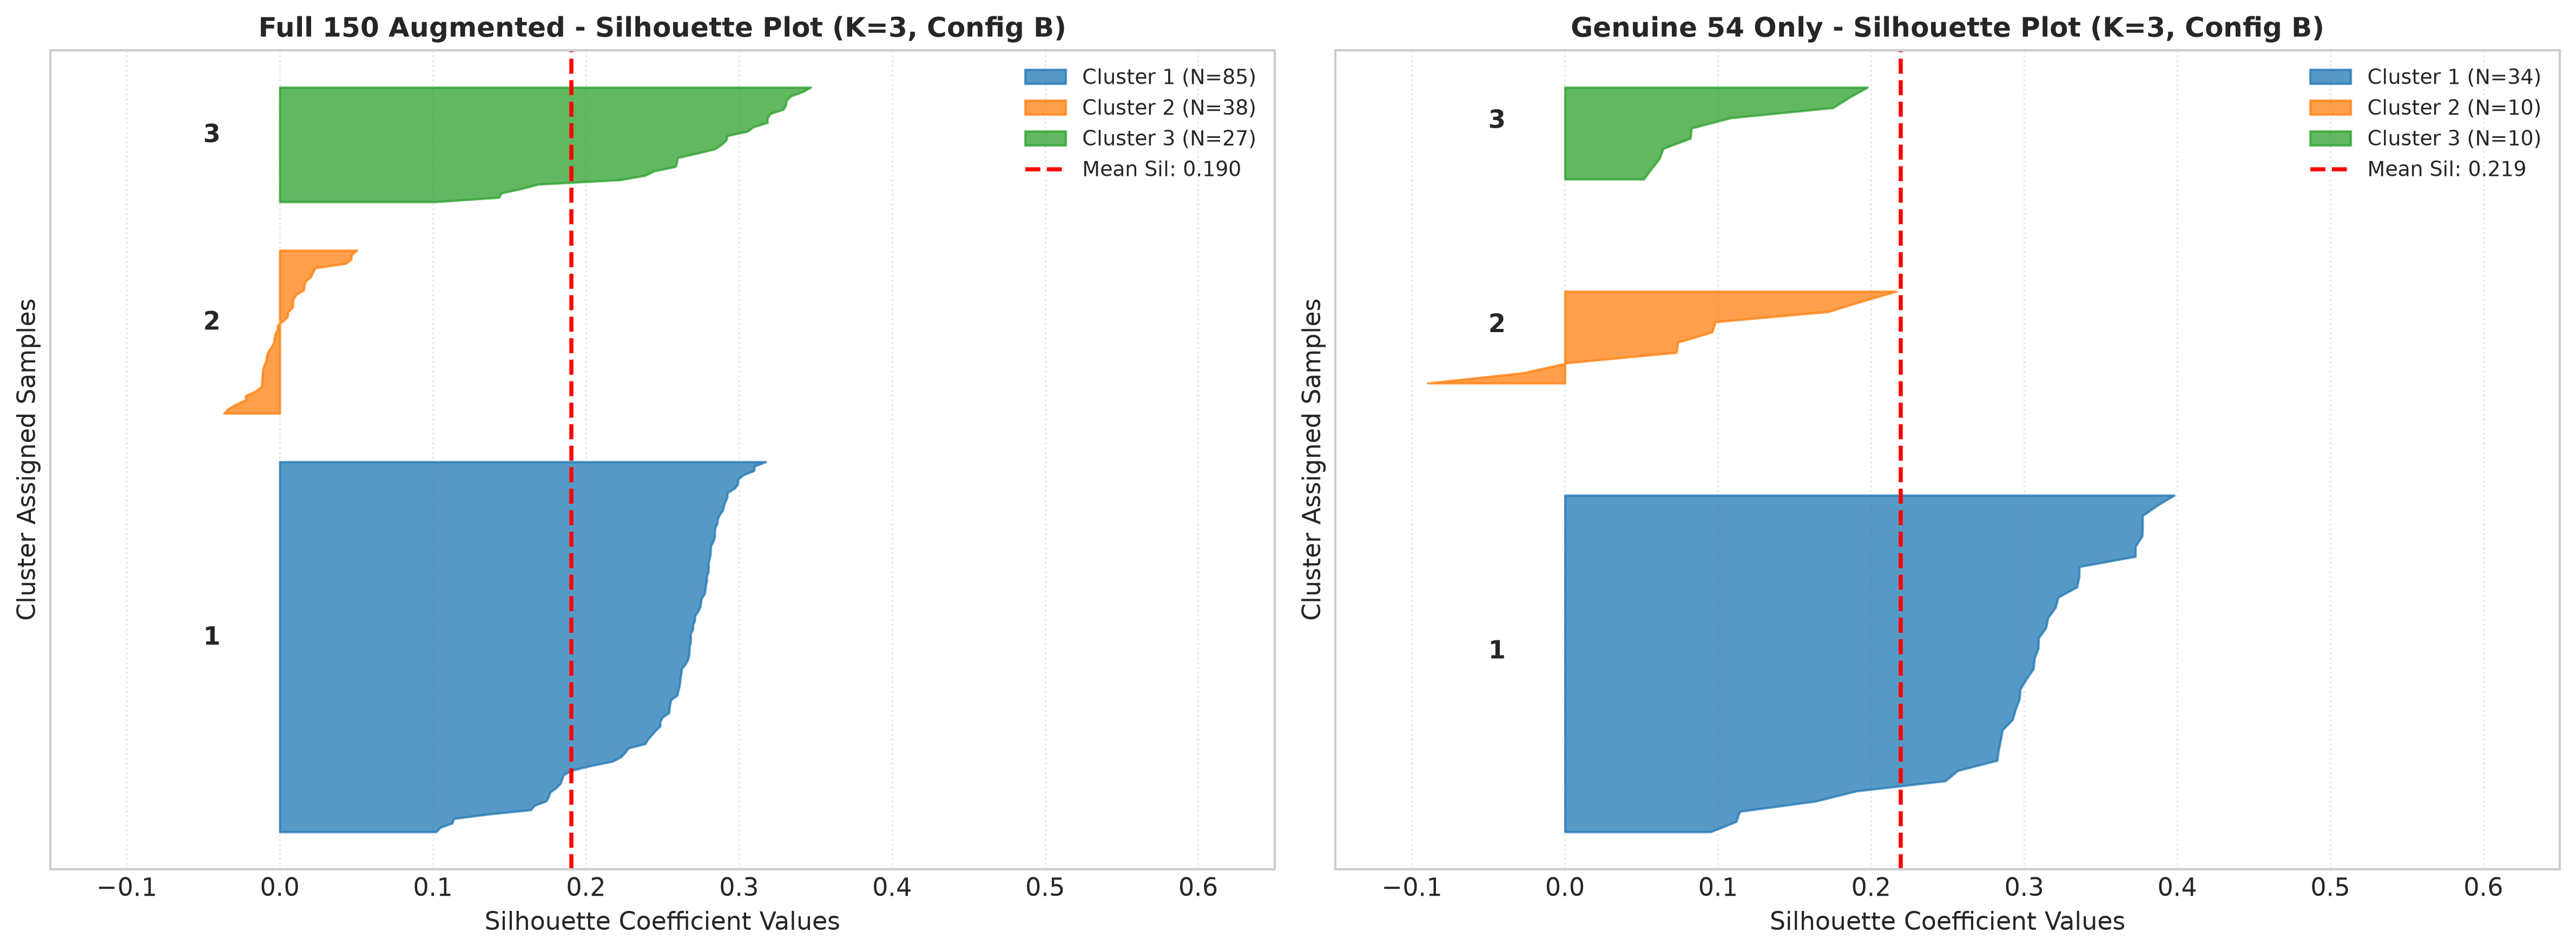 Full 150 Augmented - Silhouette Plot (K=3, Config B)
Cluster 1 (N=85)
Cluster 2 (N=38)
Cluster 3 (N=27)
Mean Sil: 0.190
3
2
1
Cluster Assigned Samples
−0.1 0.0 0.1 0.2 0.3 0.4 0.5 0.6
Silhouette Coefficient Values
Genuine 54 Only - Silhouette Plot (K=3, Config B)
Cluster 1 (N=34)
Cluster 2 (N=10)
Cluster 3 (N=10)
Mean Sil: 0.219
3
2
1
Cluster Assigned Samples
−0.1 0.0 0.1 0.2 0.3 0.4 0.5 0.6
Silhouette Coefficient Values